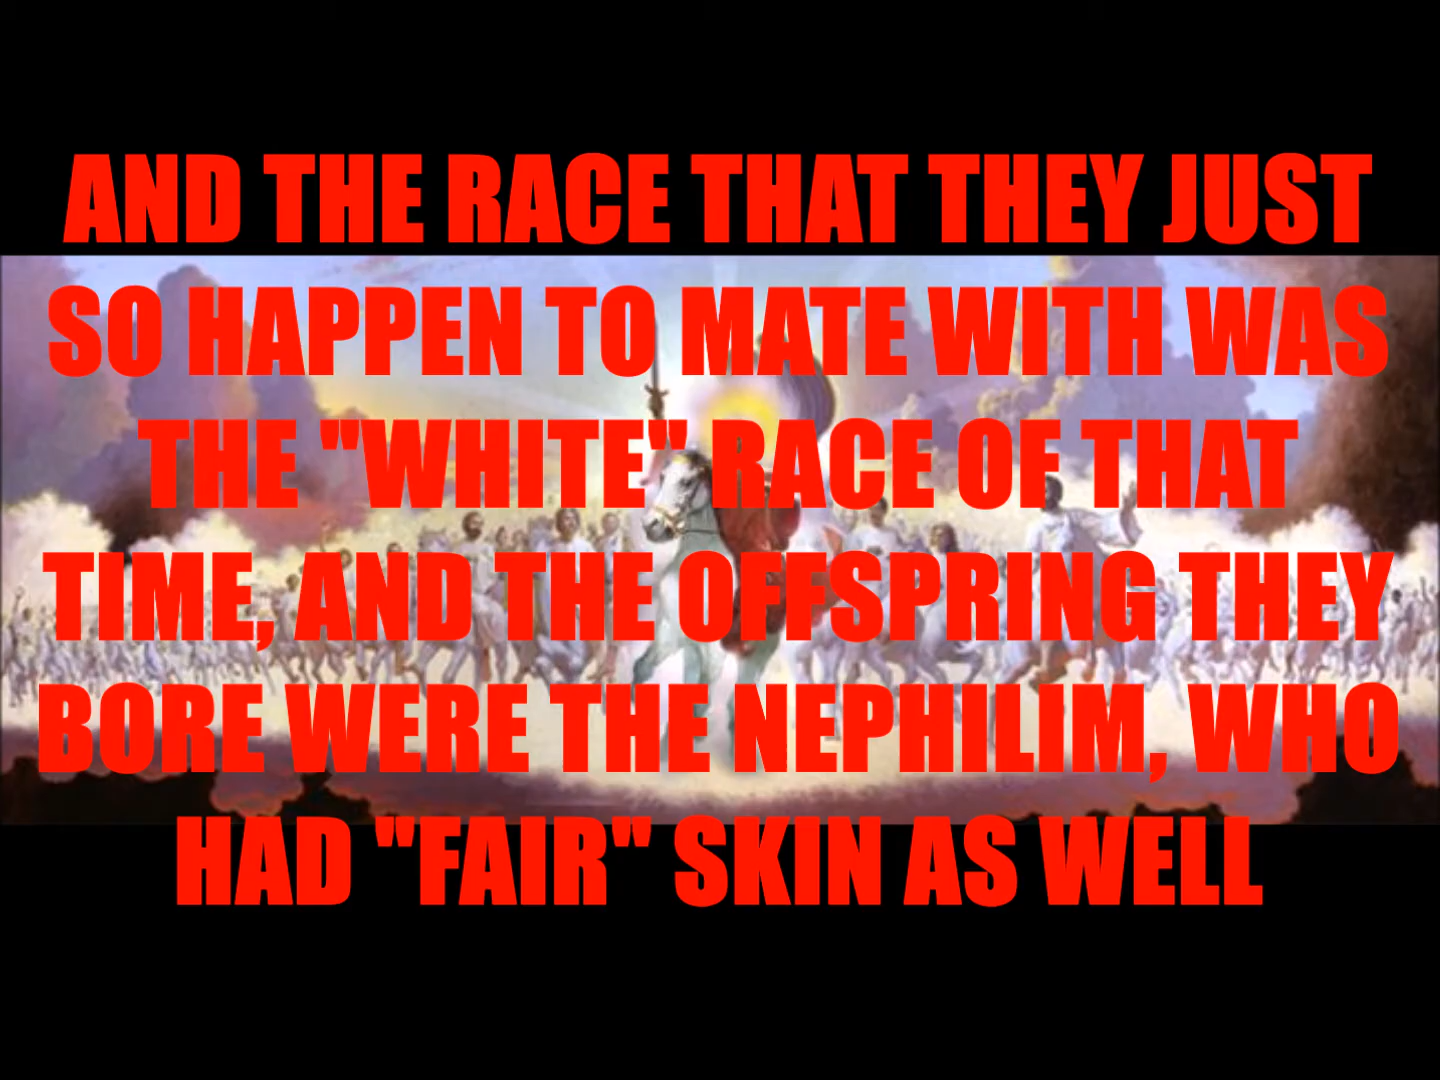 AND THE RACE THAT THEY JUST
SO HAPPEN TO MATE WITH WAS
THE "WHITE" RACE OF THAT
TIME, AND THE OFFSPRING THEY
BORE WERE THE NEPHILIM, WHO
HAD "FAIR" SKIN AS WELL